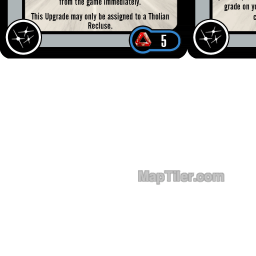 from the game immediately.
This Upgrade may only be assigned to a Tholian
Recluse.
5
grade on yo
c
MapTiler.com